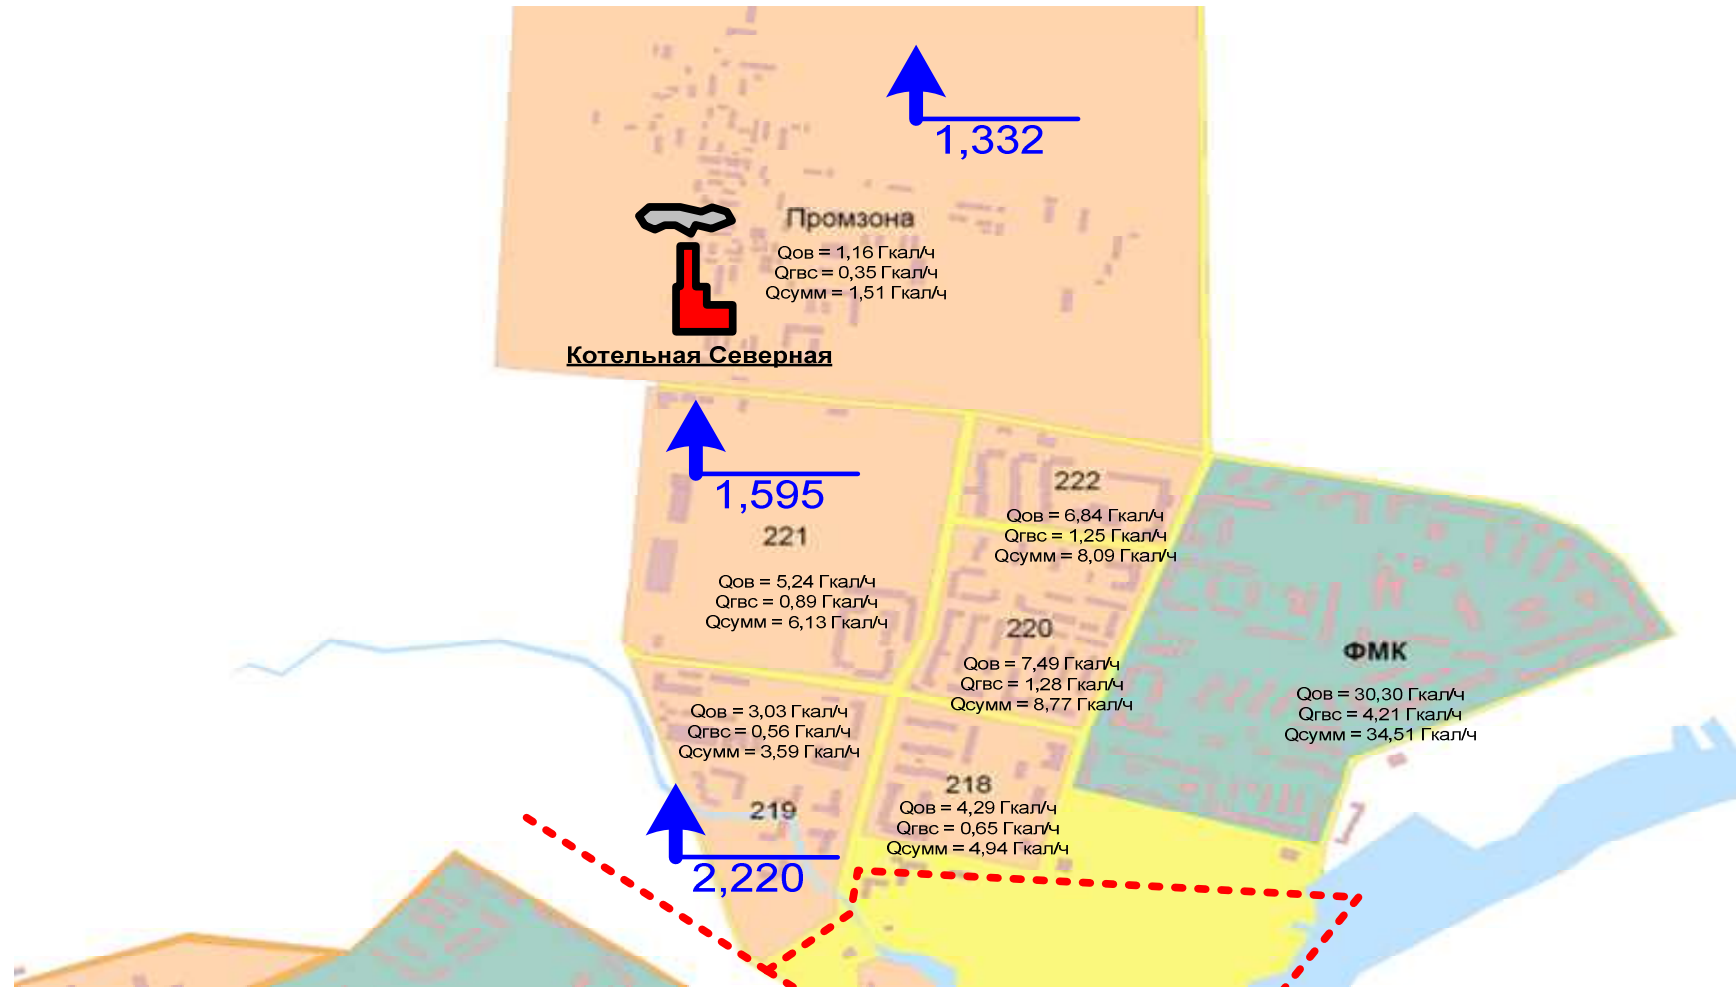 1,332
Промзона
Qов = 1,16 Гкал/ч
Qгвс = 0,35 Гкал/ч
Qсумм = 1,51 Гкал/ч
Котельная Северная
1,595
221
Qов = 5,24 Гкал/ч
Qгвс = 0,89 Гкал/ч
Qсумм = 6,13 Гкал/ч
222
Qов = 6,84 Гкал/ч
Qгвс = 1,25 Гкал/ч
Qсумм = 8,09 Гкал/ч
220
Qов = 7,49 Гкал/ч
Qгвс = 1,28 Гкал/ч
Qсумм = 8,77 Гкал/ч
ФМК
Qов = 30,30 Гкал/ч
Qгвс = 4,21 Гкал/ч
Qсумм = 34,51 Гкал/ч
Qов = 3,03 Гкал/ч
Qгвс = 0,56 Гкал/ч
Qсумм = 3,59 Гкал/ч
219
218
Qов = 4,29 Гкал/ч
Qгвс = 0,65 Гкал/ч
Qсумм = 4,94 Гкал/ч
2,220